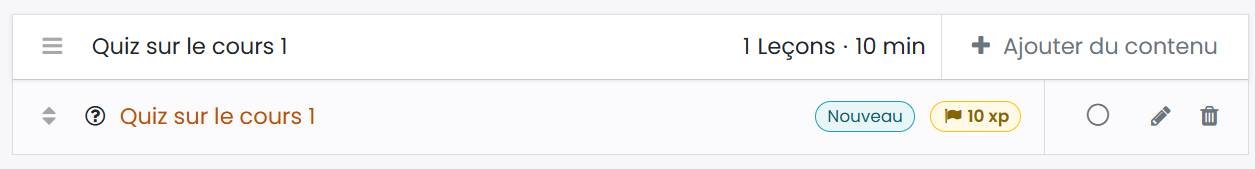 Quiz sur le cours 1 1 Leçons · 10 min Ajouter du contenu
Quiz sur le cours 1 Nouveau 10 xp